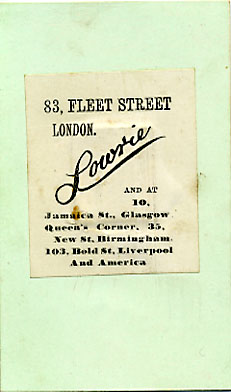 83, FLEET STREET
LONDON.
Lowrie
AND AT
10,
Jamaica St., Glasgow
Queen's Corner, 35,
New St, Birmingham.
103, Bold St, Liverpool
And America